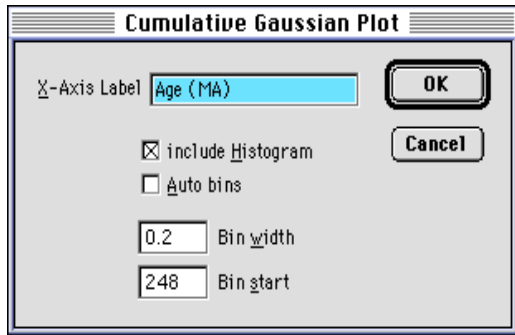 Cumulative Gaussian Plot
X-Axis Label Age (MA) OK
include Histogram Cancel
Auto bins
0.2 Bin width
248 Bin start